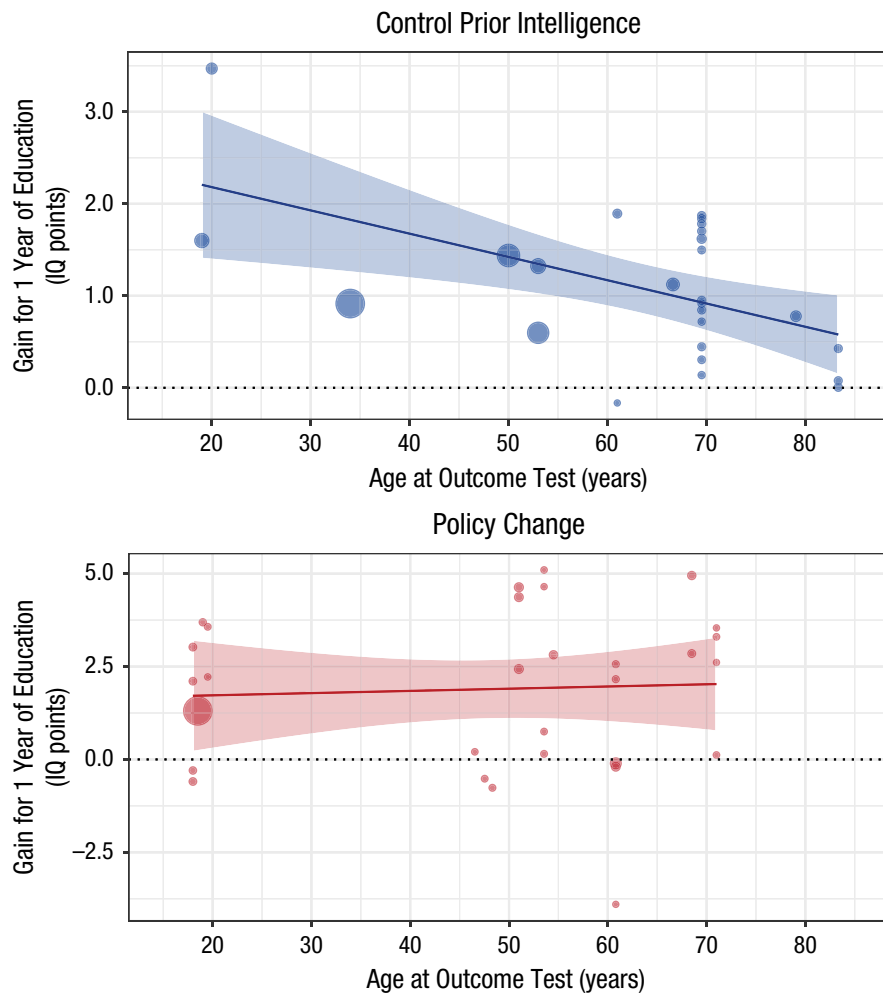 Control Prior Intelligence
Gain for 1 Year of Education
(IQ points)
3.0
2.0
1.0
0.0
20 30 40 50 60 70 80
Age at Outcome Test (years)
Policy Change
Gain for 1 Year of Education
(IQ points)
5.0
2.5
0.0
−2.5
20 30 40 50 60 70 80
Age at Outcome Test (years)